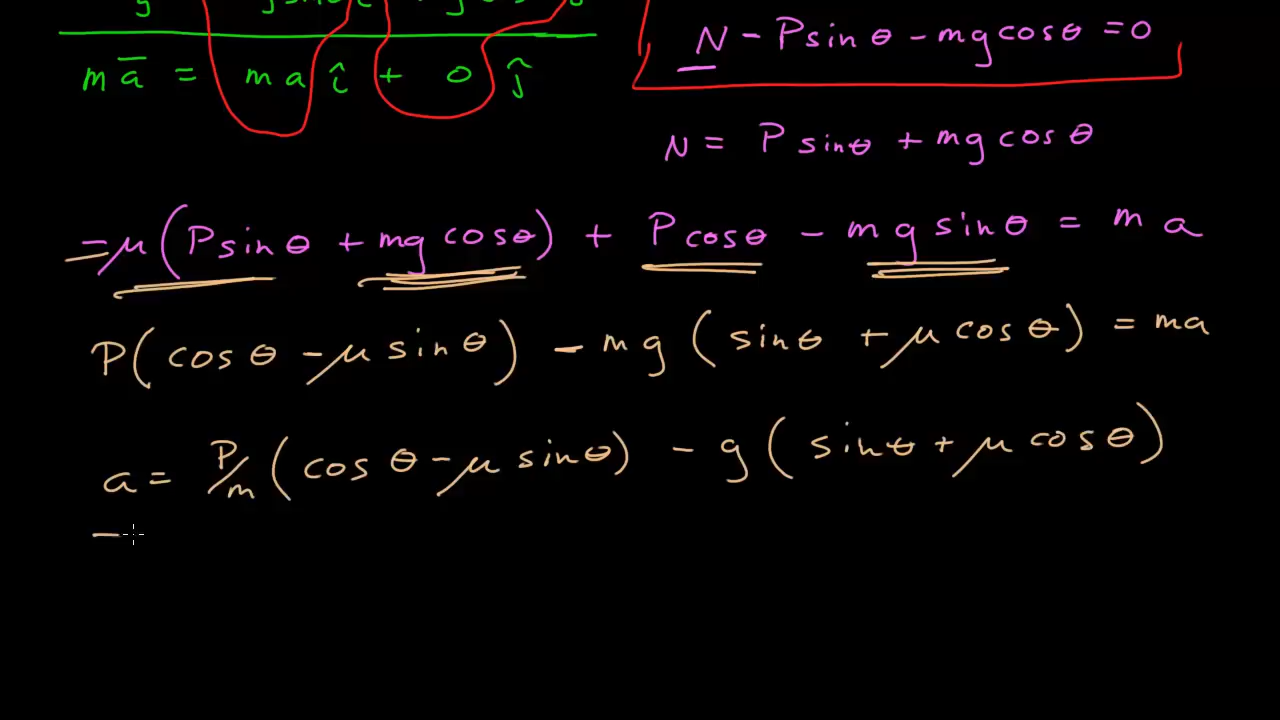 N - P sin θ - mg cos θ = 0
m a̅ = m a î + 0 ĵ
N = P sin θ + mg cos θ
-μ(P sin θ + mg cos θ) + P cos θ - mg sin θ = m a
P(cos θ - μ sin θ) - mg (sin θ + μ cos θ) = ma
a = P/m (cos θ - μ sin θ) - g (sin θ + μ cos θ)